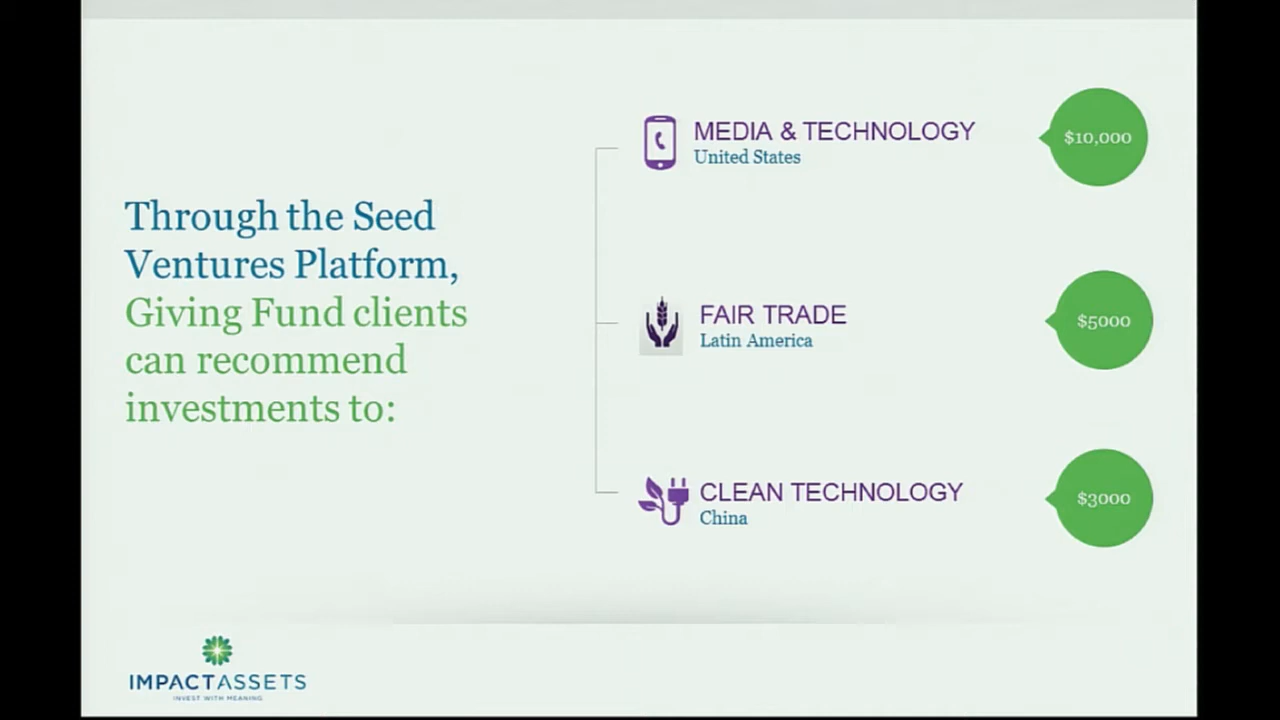 Through the Seed
Ventures Platform,
Giving Fund clients
can recommend
investments to:
MEDIA & TECHNOLOGY
United States
$10,000
FAIR TRADE
Latin America
$5000
CLEAN TECHNOLOGY
China
$3000
IMPACTASSETS
INVEST WITH MEANING